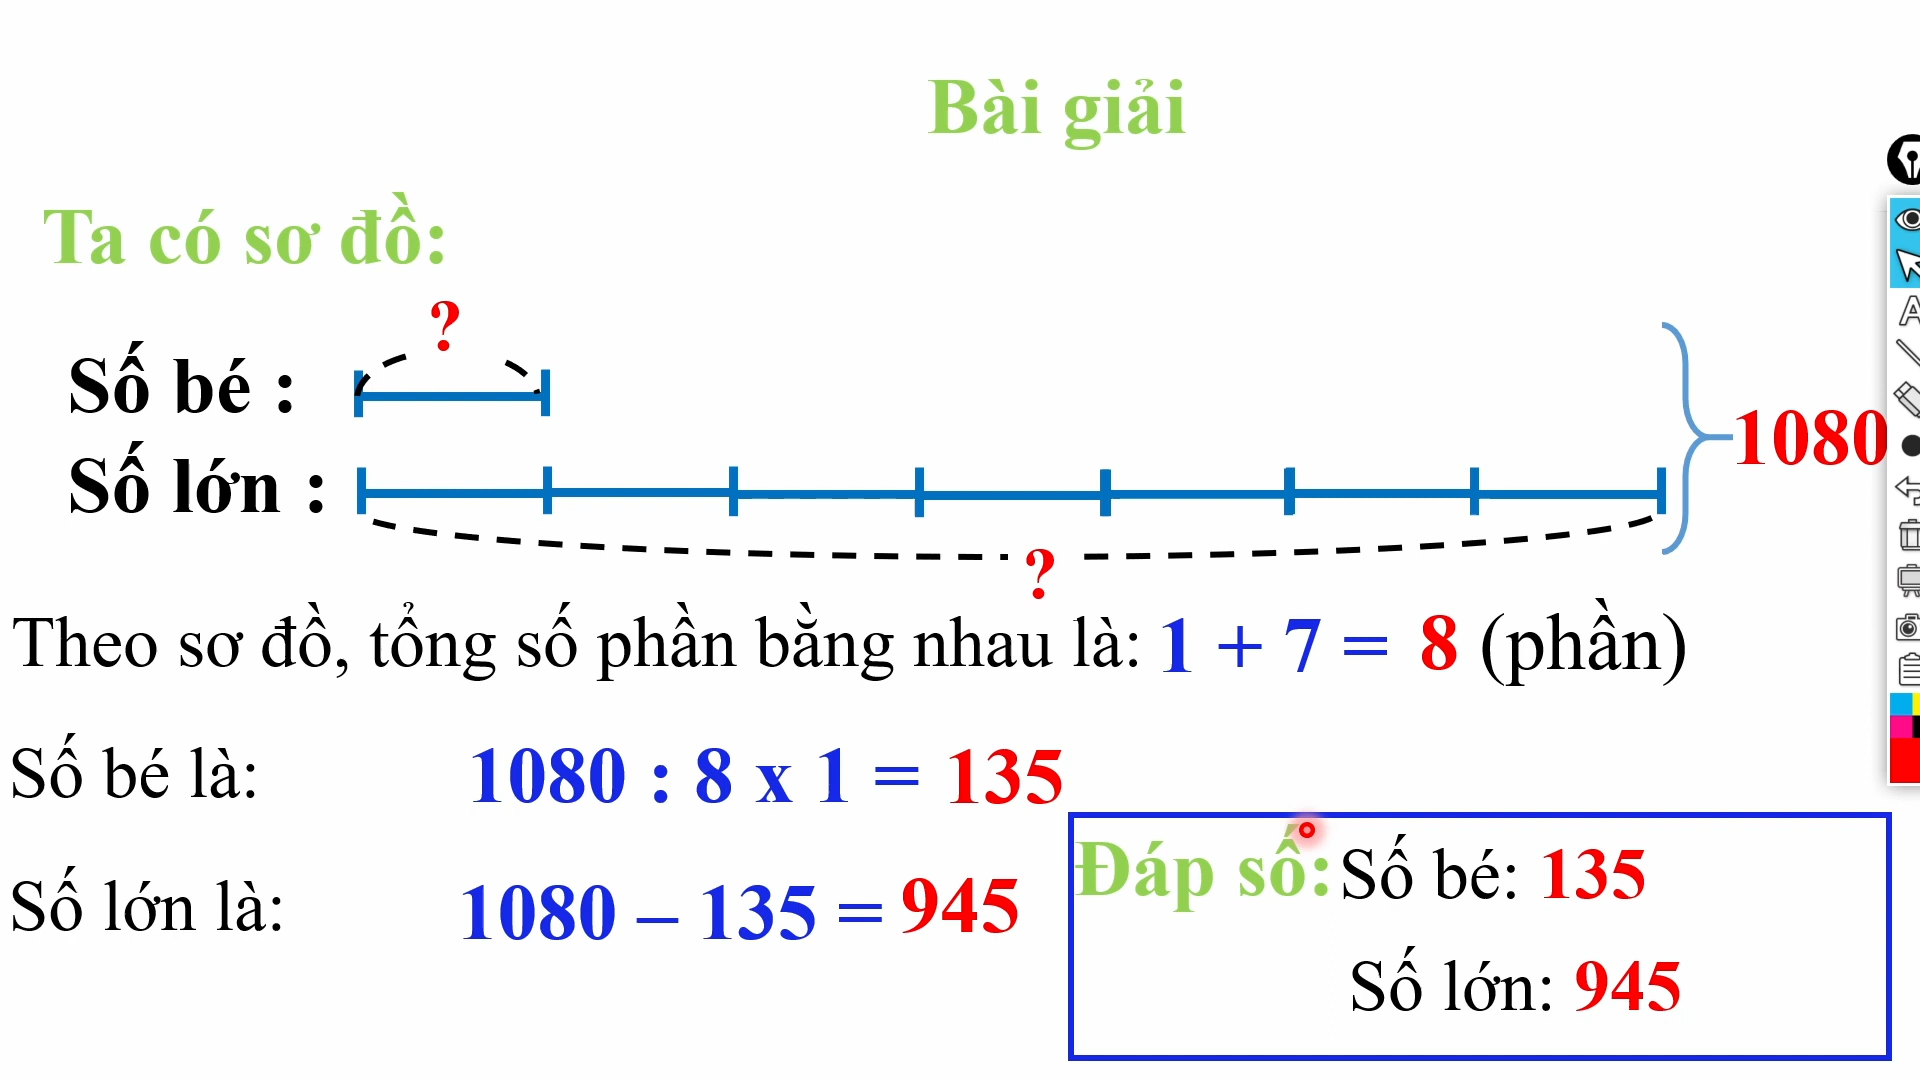 Bài giải
Ta có sơ đồ:
?
Số bé :
Số lớn :
1080
?
Theo sơ đồ, tổng số phần bằng nhau là: 1 + 7 = 8 (phần)
Số bé là: 1080 : 8 x 1 = 135
Số lớn là: 1080 – 135 = 945
Đáp số: Số bé: 135
Số lớn: 945